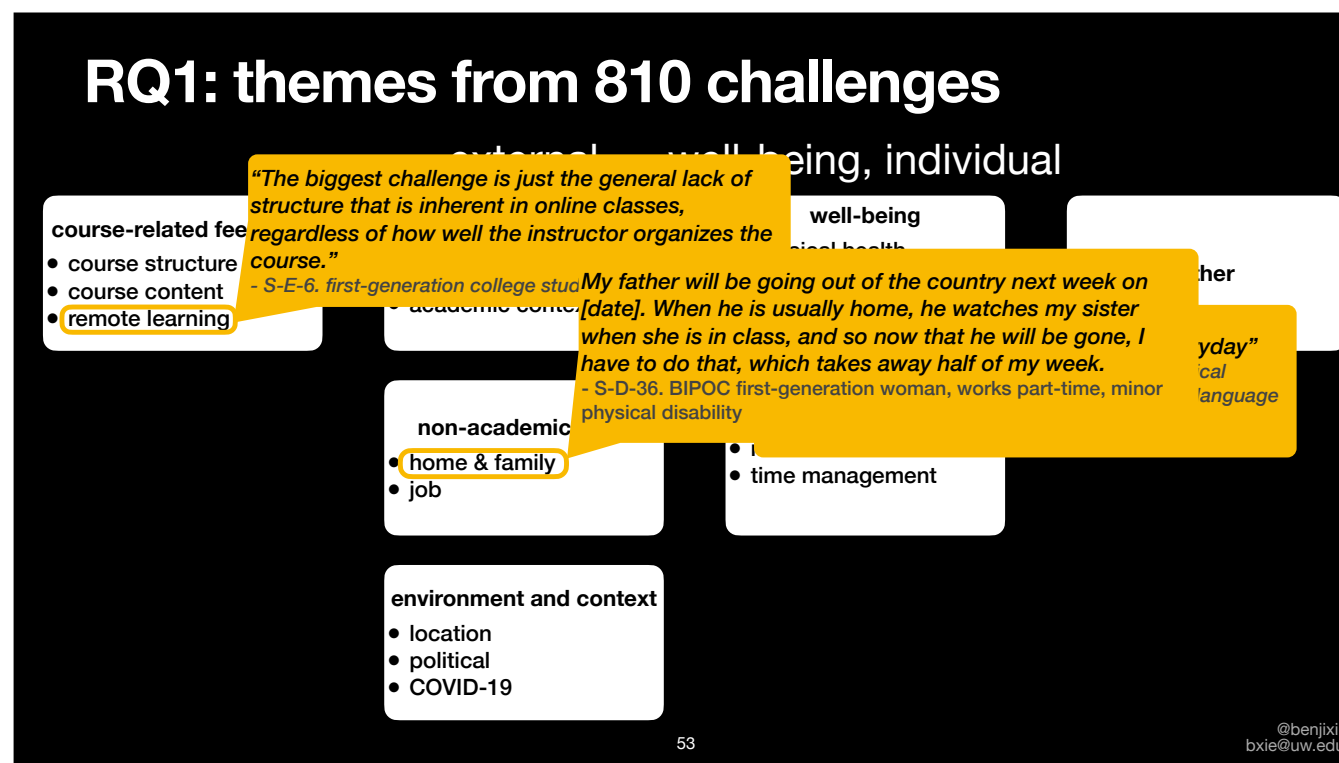 RQ1: themes from 810 challenges
well-being, individual
"The biggest challenge is just the general lack of
structure that is inherent in online classes,
regardless of how well the instructor organizes the
course."
- S-E-6. first-generation college
course-related
• course structure
• course content
• remote learning
• academic
My father will be going out of the country next week on
[date]. When he is usually home, he watches my sister
when she is in class, and so now that he will be gone, I
have to do that, which takes away half of my week.
- S-D-36. BIPOC first-generation woman, works part-time, minor
physical disability
well-being
health
language
non-academic
• home & family
• job
• time management
environment and context
• location
• political
• COVID-19
53
@benjixi
bxie@uw.edu